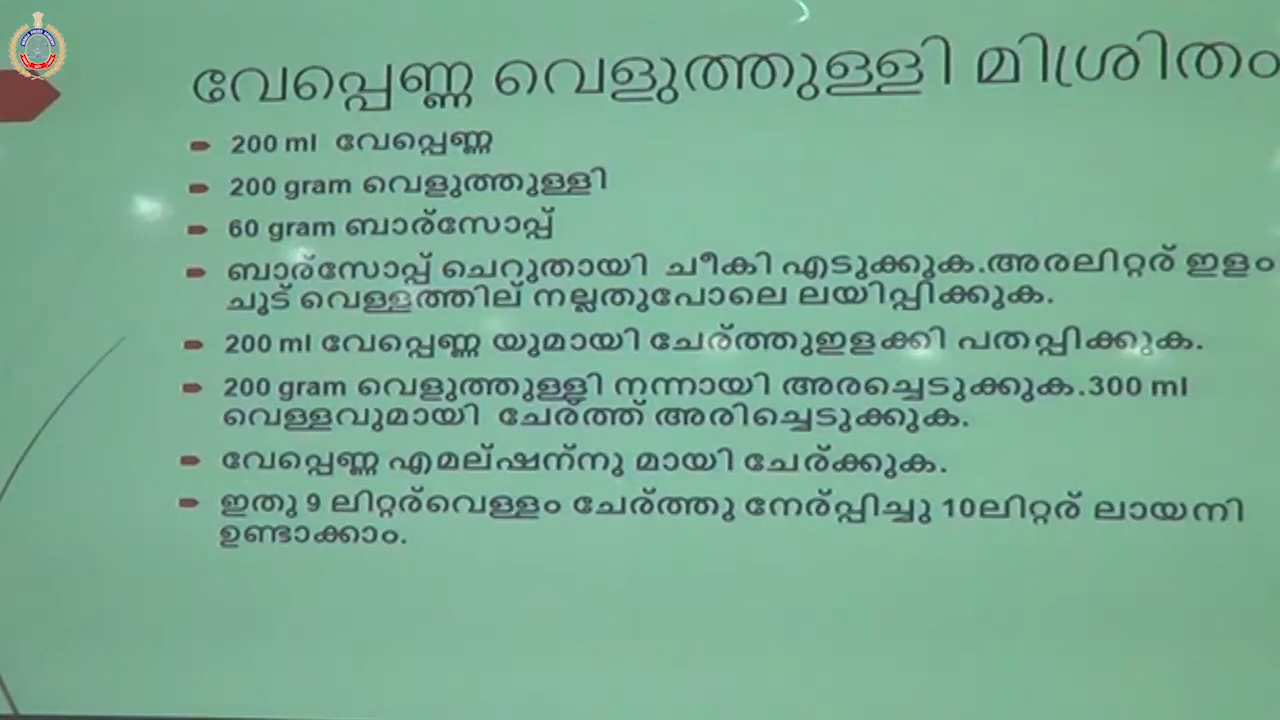 വേപ്പെണ്ണ വെളുത്തുള്ളി മിശ്രിതം
200 ml വേപ്പെണ്ണ
200 gram വെളുത്തുള്ളി
60 gram ബാര്സോപ്പ്
ബാര്സോപ്പ് ചെറുതായി ചീകി എടുക്കുക.അരലിറ്റര് ഇളം
ചൂട് വെള്ളത്തില് നല്ലതുപോലെ ലയിപ്പിക്കുക.
200 ml വേപ്പെണ്ണ യുമായി ചേര്ത്തുഇളക്കി പതപ്പിക്കുക.
200 gram വെളുത്തുള്ളി നന്നായി അരച്ചെടുക്കുക.300 ml
വെള്ളവുമായി ചേര്ത്ത് അരിച്ചെടുക്കുക.
വേപ്പെണ്ണ എമല്ഷന്നു മായി ചേര്ക്കുക.
ഇതു 9 ലിറ്റര്വെള്ളം ചേര്ത്തു നേര്പ്പിച്ചു 10ലിറ്റര് ലായനി
ഉണ്ടാക്കാം.